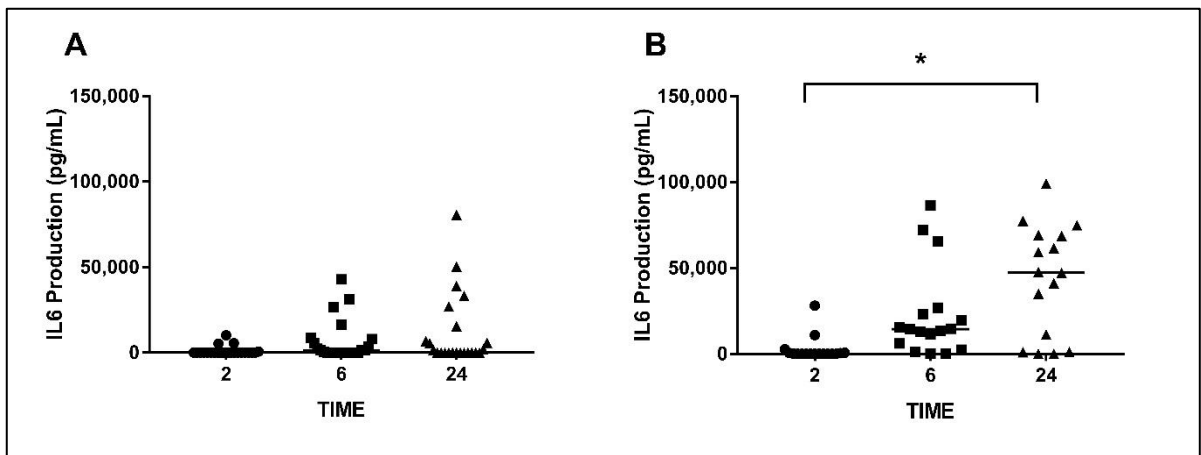 A
IL6 Production (pg/mL)
150,000
100,000
50,000
0
2 6 24
TIME
B
*
IL6 Production (pg/mL)
150,000
100,000
50,000
0
2 6 24
TIME